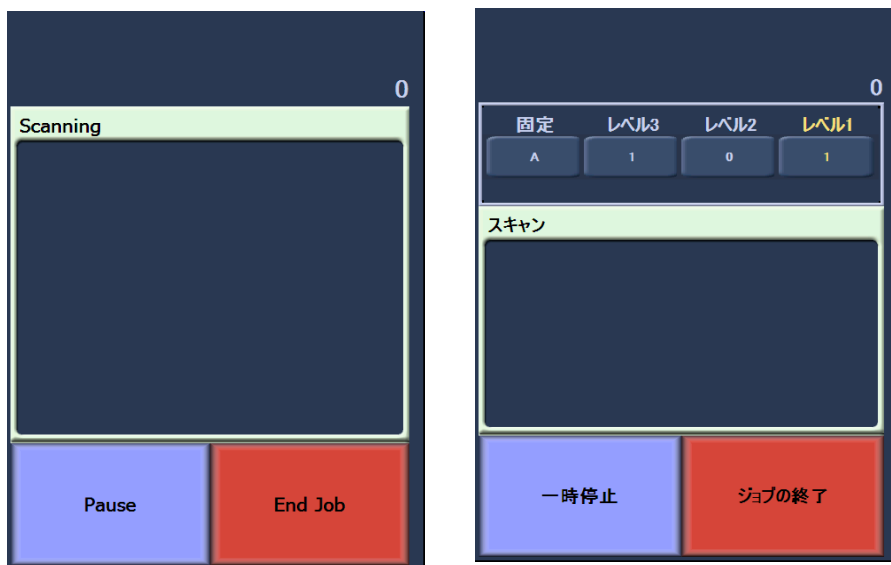 0
Scanning
Pause
End Job
0
固定 レベル3 レベル2 レベル1
A 1 0 1
スキャン
一時停止
ジョブの終了